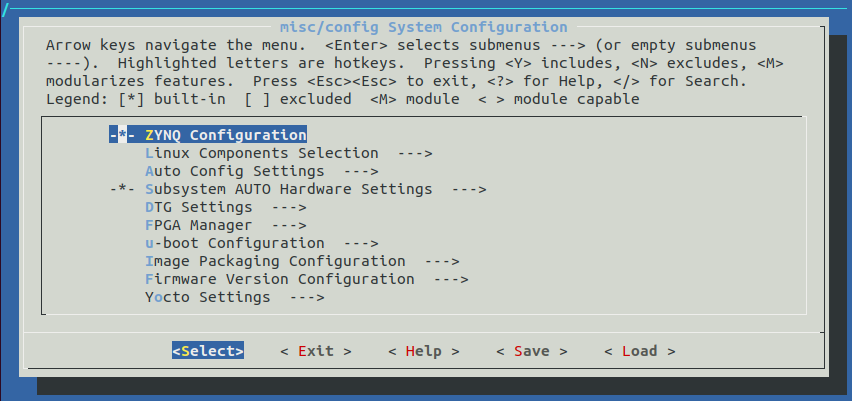 /
misc/config System Configuration
Arrow keys navigate the menu.  <Enter> selects submenus ---> (or empty submenus
----).  Highlighted letters are hotkeys.  Pressing <Y> includes, <N> excludes, <M>
modularizes features.  Press <Esc><Esc> to exit, <?> for Help, </> for Search.
Legend: [*] built-in  [ ] excluded  <M> module  < > module capable
-*- ZYNQ Configuration
Linux Components Selection  --->
Auto Config Settings  --->
-*- Subsystem AUTO Hardware Settings  --->
DTG Settings  --->
FPGA Manager  --->
u-boot Configuration  --->
Image Packaging Configuration  --->
Firmware Version Configuration  --->
Yocto Settings  --->
<Select>    < Exit >    < Help >    < Save >    < Load >